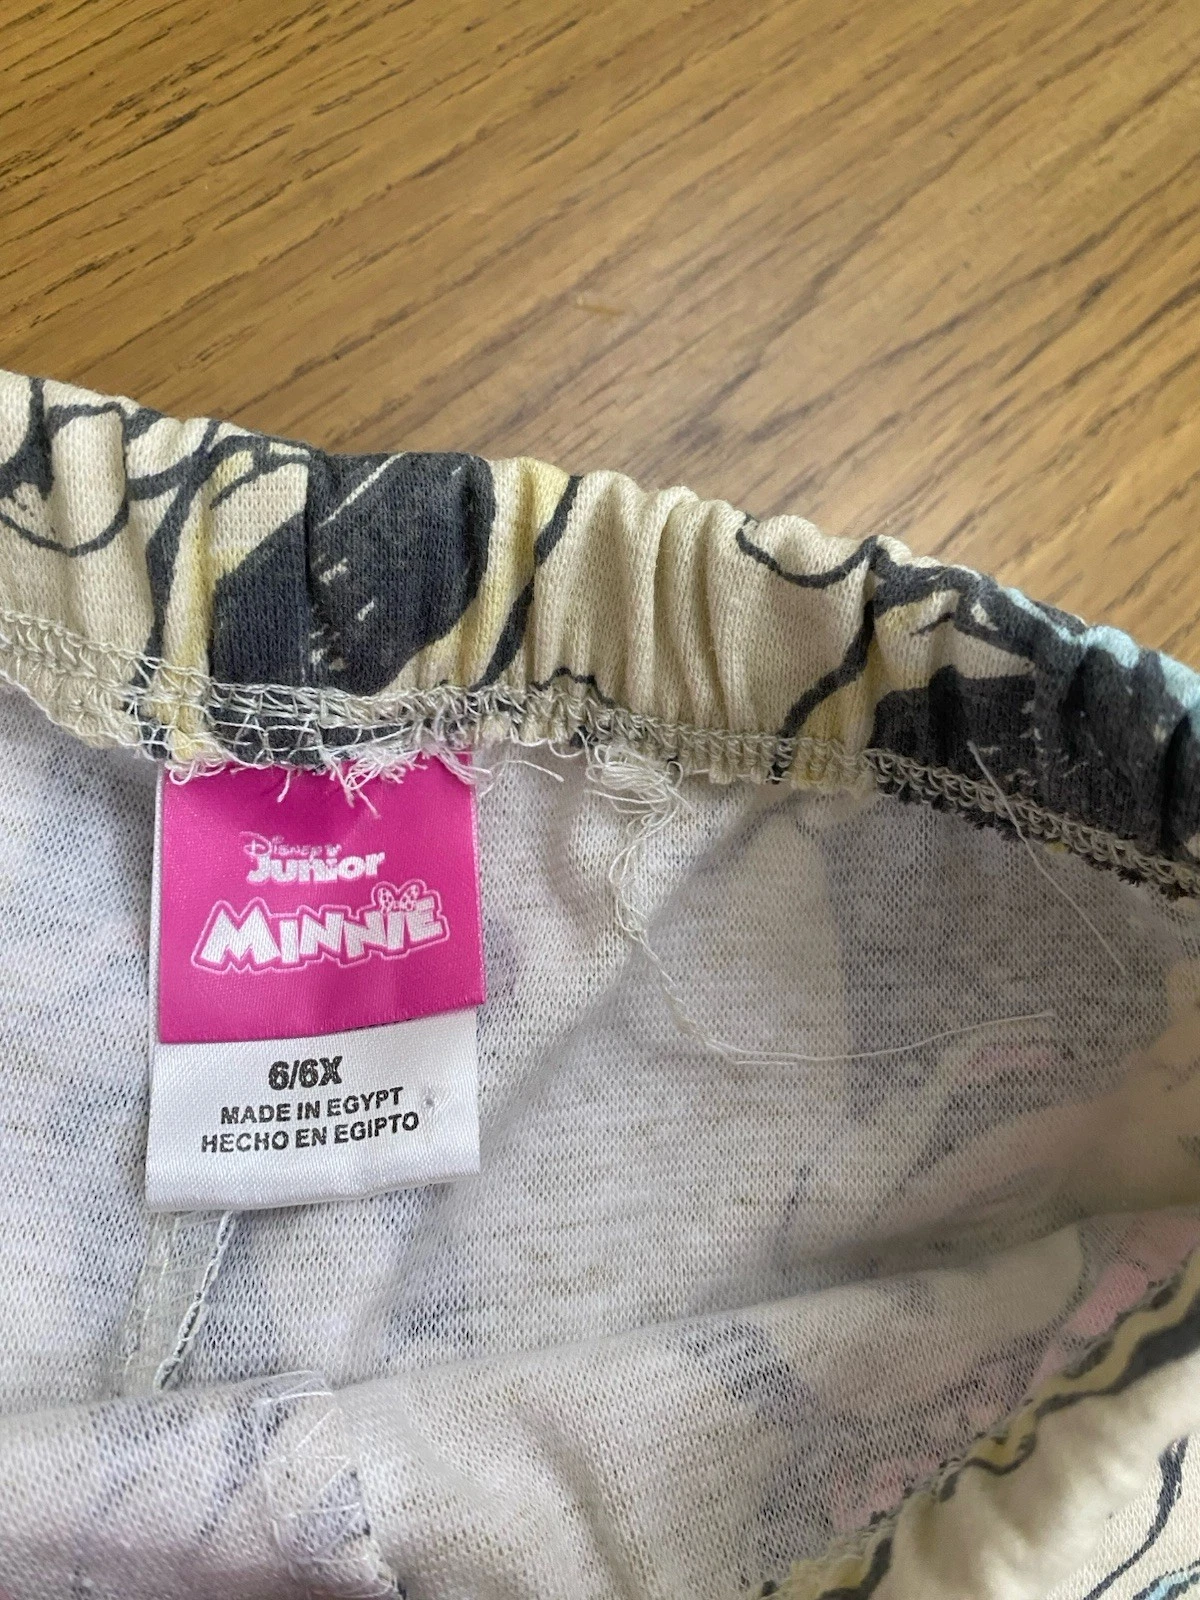 Disney
Junior
MINNIE
6/6X
MADE IN EGYPT
HECHO EN EGIPTO